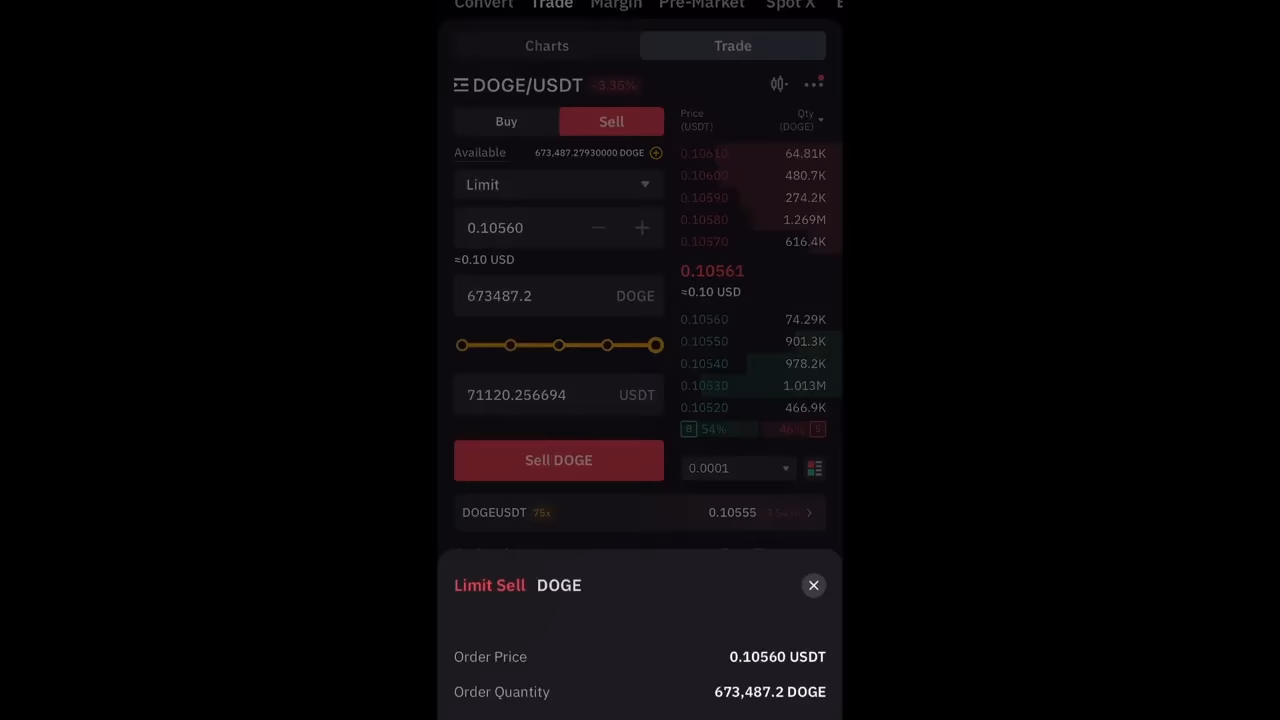 Convert Trade Margin Pre-Market Spot X
Charts Trade
DOGE/USDT -3.35%
Buy Sell
Available 673,487.27930000 DOGE
Limit
0.10560
≈0.10 USD
673487.2 DOGE
71120.256694 USDT
Sell DOGE
Price Qty
(USDT) (DOGE)
0.10610 64.81K
0.10600 480.7K
0.10590 274.2K
0.10580 1.269M
0.10570 616.4K
0.10561
≈0.10 USD
0.10560 74.29K
0.10550 901.3K
0.10540 978.2K
0.10530 1.013M
0.10520 466.9K
B 54% 46% S
0.0001
DOGEUSDT 75x 0.10555
Limit Sell DOGE
Order Price 0.10560 USDT
Order Quantity 673,487.2 DOGE